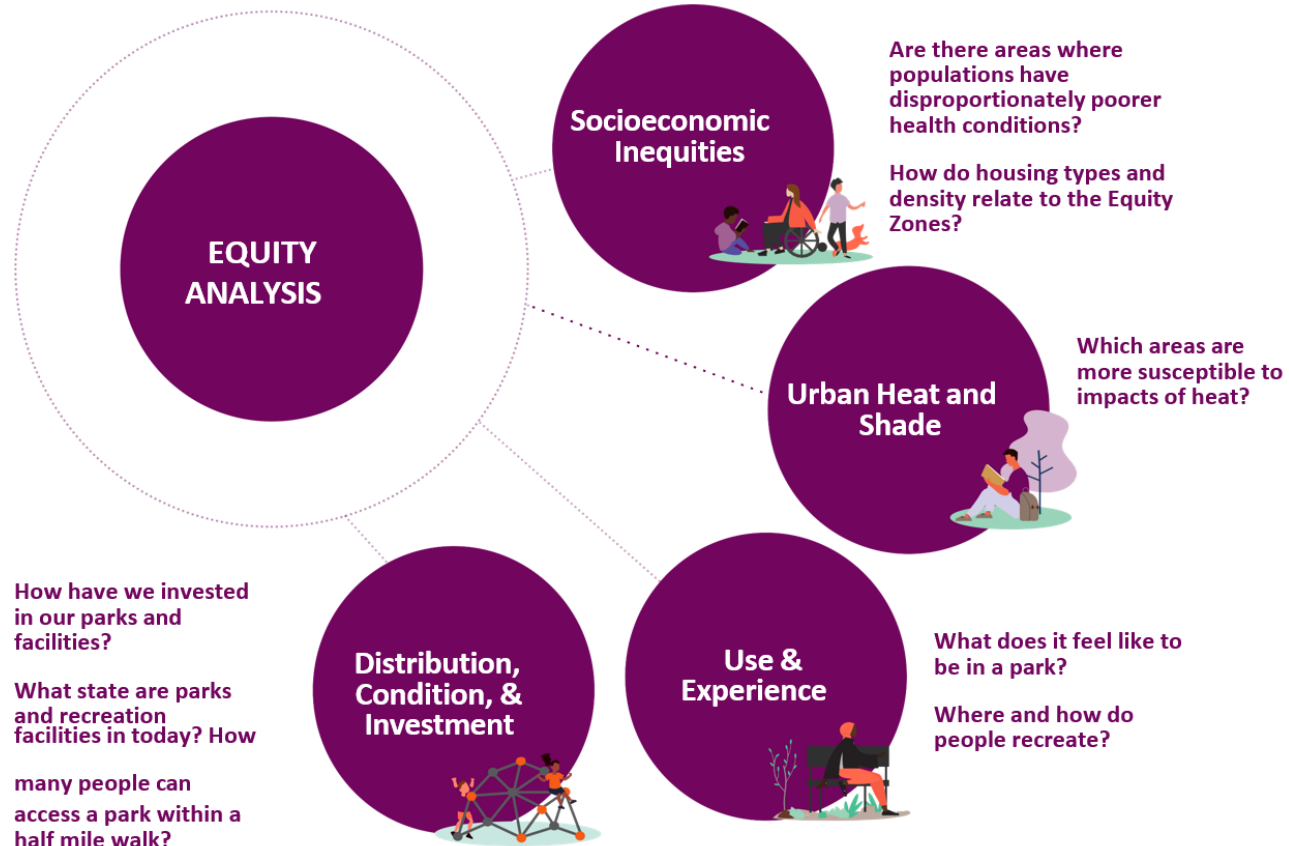 EQUITY
ANALYSIS
Socioeconomic
Inequities
Are there areas where
populations have
disproportionately poorer
health conditions?
How do housing types and
density relate to the Equity
Zones?
Urban Heat and
Shade
Which areas are
more susceptible to
impacts of heat?
Use &
Experience
What does it feel like to
be in a park?
Where and how do
people recreate?
Distribution,
Condition, &
Investment
How have we invested
in our parks and
facilities?
What state are parks
and recreation
facilities in today? How
many people can
access a park within a
half mile walk?